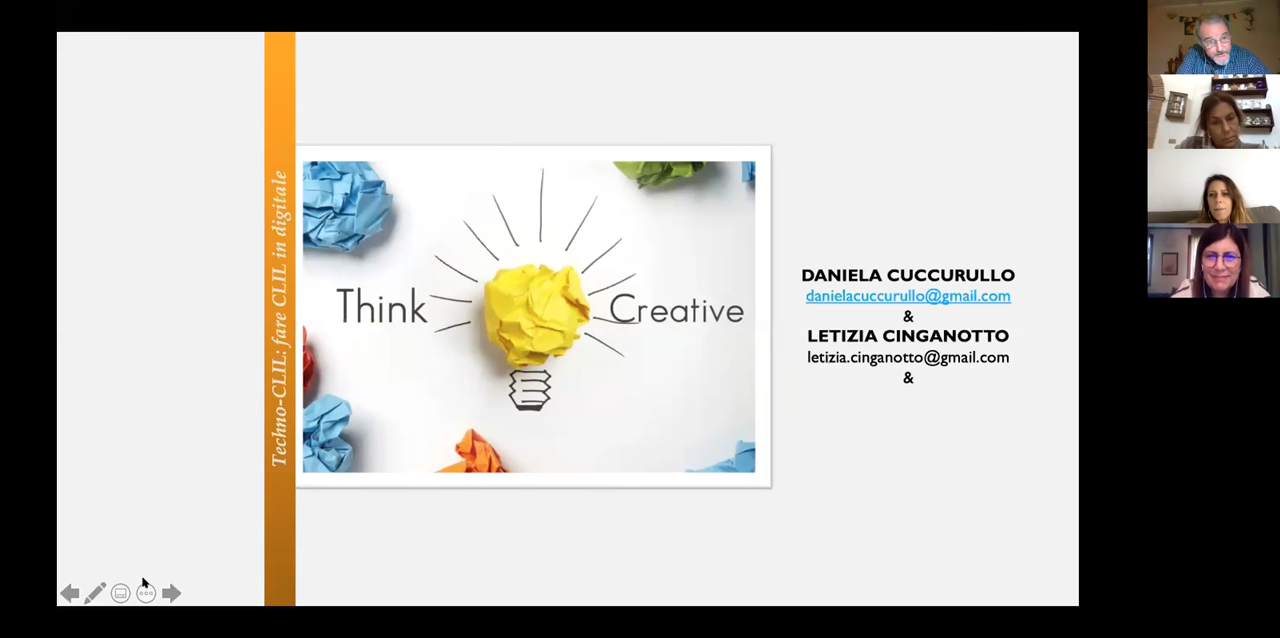 Techno-CLIL: fare CLIL in digitale
Think Creative
DANIELA CUCCURULLO
danielacuccurullo@gmail.com
&
LETIZIA CINGANOTTO
letizia.cinganotto@gmail.com
&